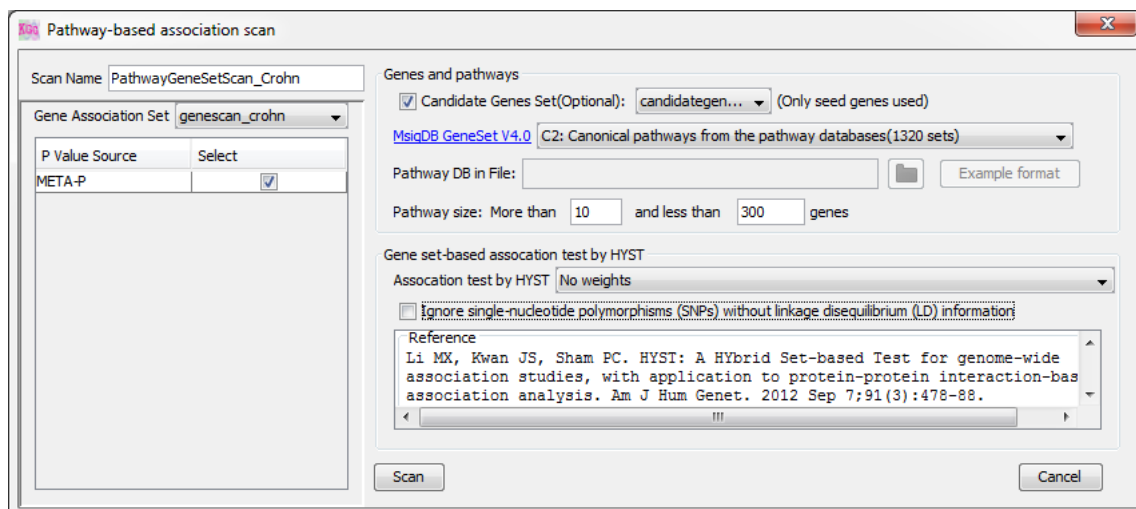 KGG Pathway-based association scan
Scan Name PathwayGeneSetScan_Crohn
Gene Association Set genescan_crohn
P Value Source Select
META-P
Genes and pathways
Candidate Genes Set(Optional): candidategen... (Only seed genes used)
MsigDB GeneSet V4.0 C2: Canonical pathways from the pathway databases(1320 sets)
Pathway DB in File: Example format
Pathway size: More than 10 and less than 300 genes
Gene set-based assocation test by HYST
Assocation test by HYST No weights
Ignore single-nucleotide polymorphisms (SNPs) without linkage disequilibrium (LD) information
Reference
Li MX, Kwan JS, Sham PC. HYST: A HYbrid Set-based Test for genome-wide
association studies, with application to protein-protein interaction-bas
association analysis. Am J Hum Genet. 2012 Sep 7;91(3):478-88.
Scan Cancel